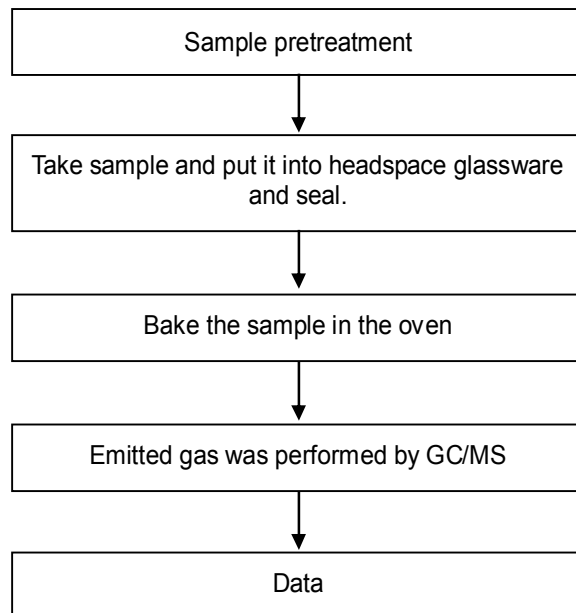 Sample pretreatment
Take sample and put it into headspace glassware
and seal.
Bake the sample in the oven
Emitted gas was performed by GC/MS
Data